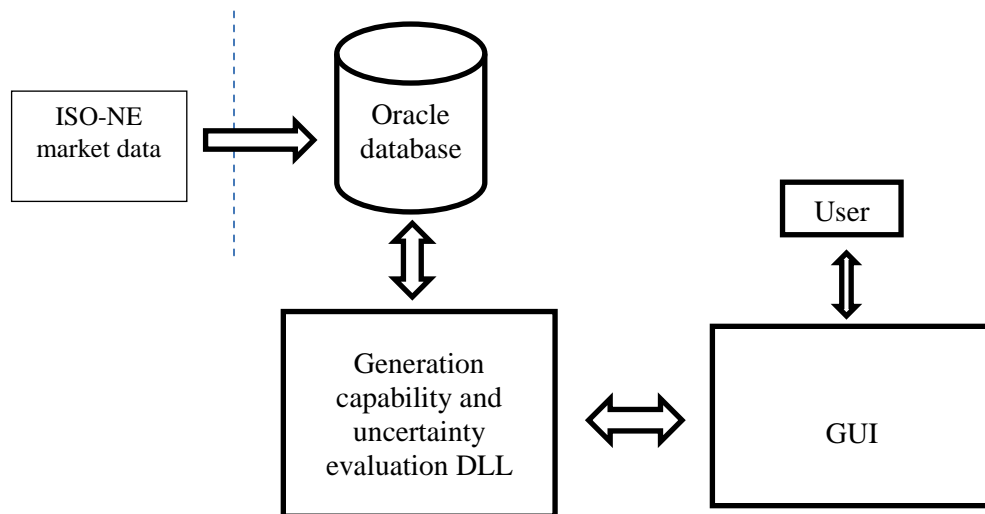 ISO-NE
market data
Oracle
database
User
Generation
capability and
uncertainty
evaluation DLL
GUI